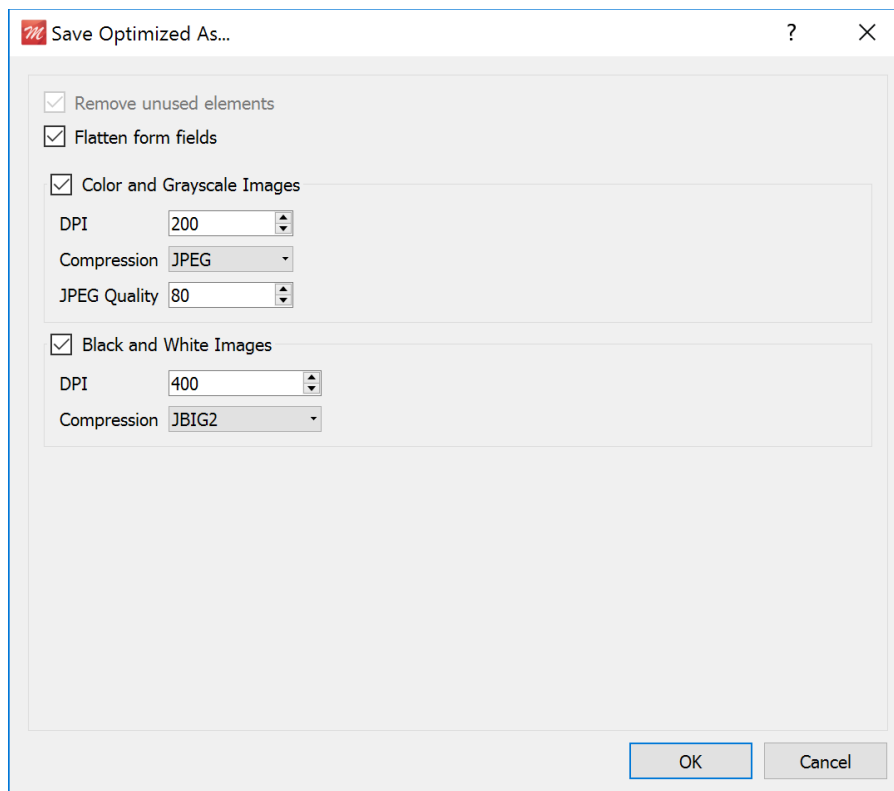 Save Optimized As...
?
Remove unused elements
Flatten form fields
Color and Grayscale Images
DPI 200
Compression JPEG
JPEG Quality 80
Black and White Images
DPI 400
Compression JBIG2
OK Cancel